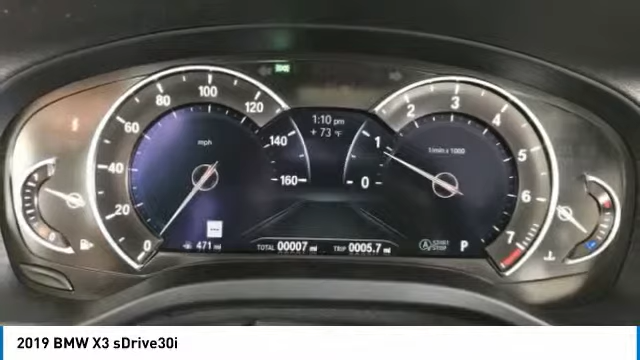 1:10 pm
+ 73 °F
mph
0 20 40 60 80 100 120 140 160
1/min x 1000
0 1 2 3 4 5 6 7
471 mi
TOTAL 00007 mi
TRIP 0005.7 mi
START
STOP
P
2019 BMW X3 sDrive30i